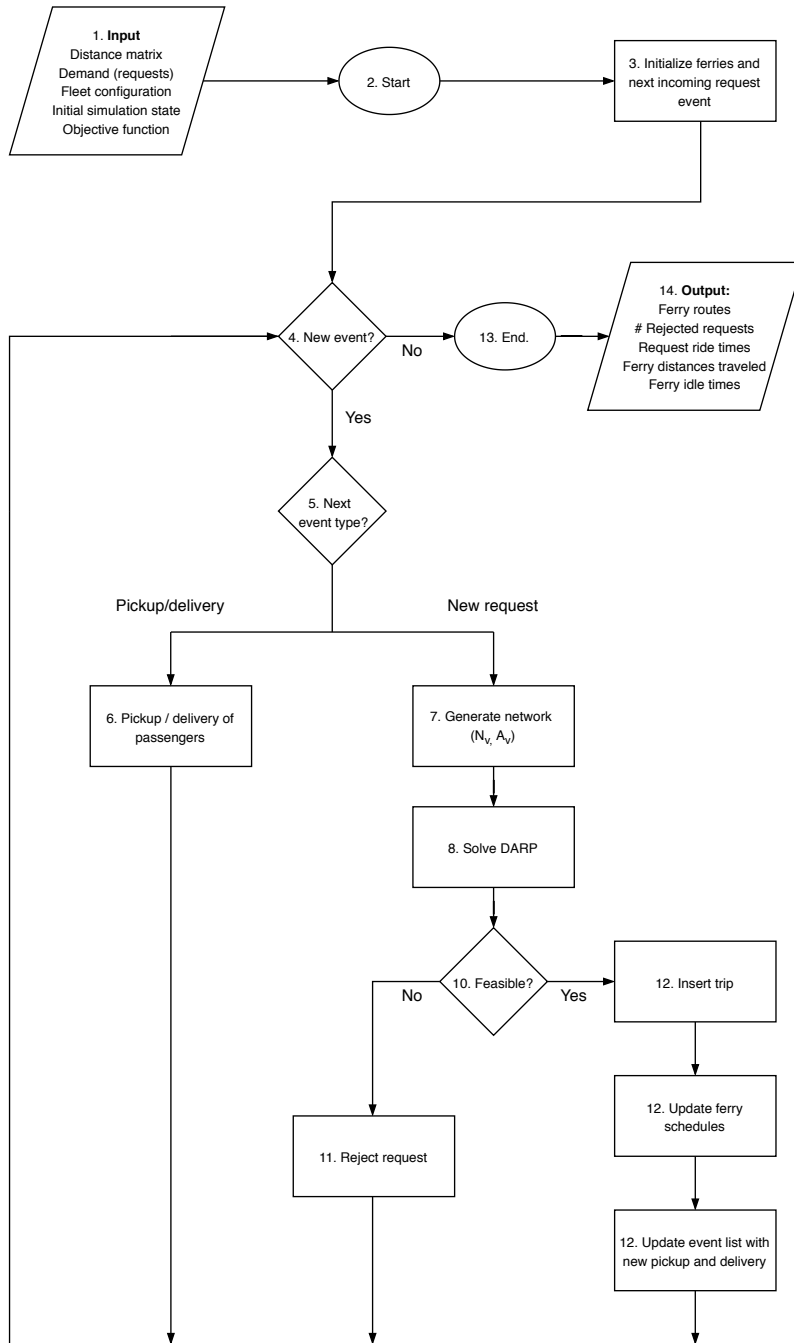 1. Input
Distance matrix
Demand (requests)
Fleet configuration
Initial simulation state
Objective function
2. Start
3. Initialize ferries and
next incoming request
event
4. New event?
No
13. End.
14. Output:
Ferry routes
# Rejected requests
Request ride times
Ferry distances traveled
Ferry idle times
Yes
5. Next
event type?
Pickup/delivery
New request
6. Pickup / delivery of
passengers
7. Generate network
(Nv, Av)
8. Solve DARP
10. Feasible?
No
Yes
12. Insert trip
11. Reject request
12. Update ferry
schedules
12. Update event list with
new pickup and delivery